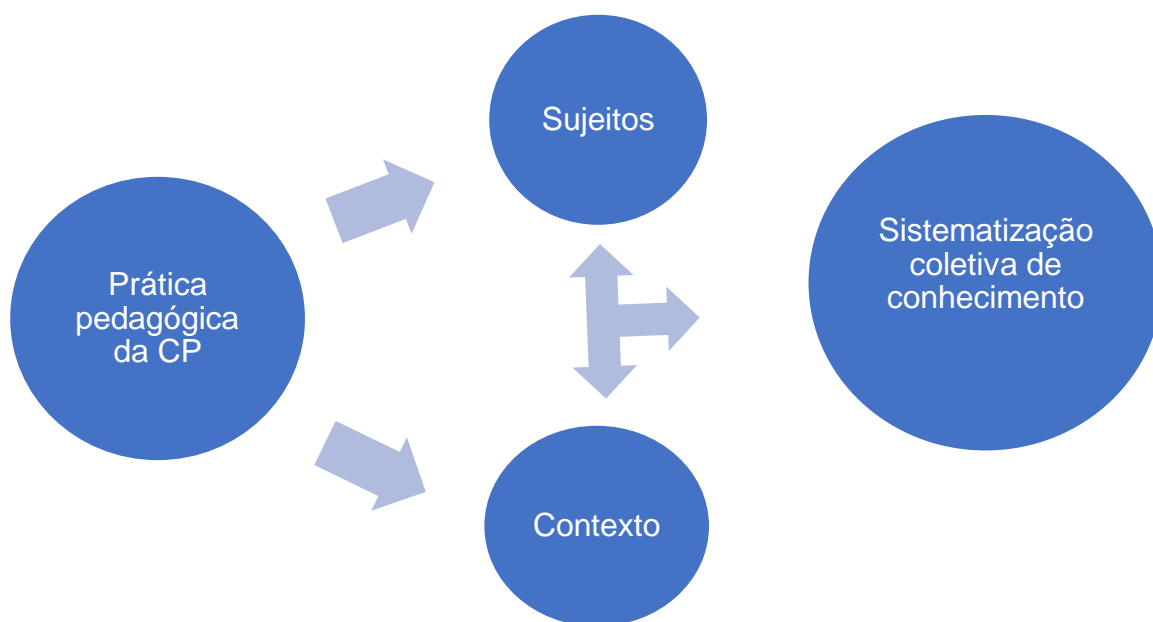 Prática
pedagógica
da CP
Sujeitos
Contexto
Sistematização
coletiva de
conhecimento